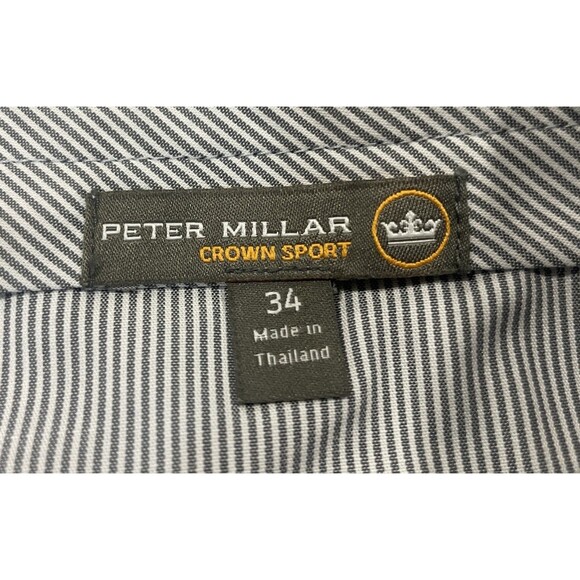 PETER MILLAR
CROWN SPORT
34
Made in
Thailand